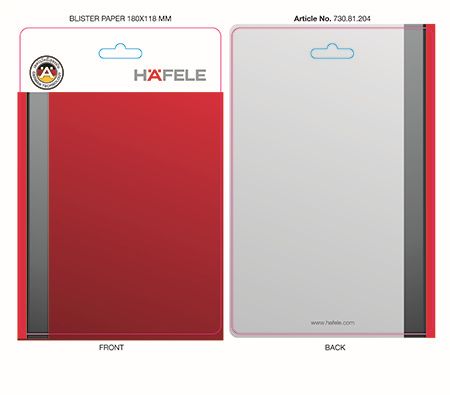 BLISTER PAPER 180X118 MM
Article No. 730.81.204
HÄFELE
www.hafele.com
FRONT
BACK